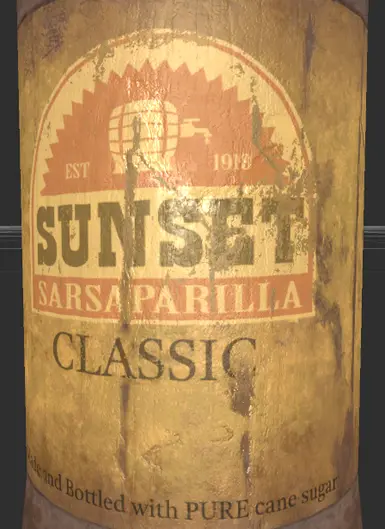 EST 1918
SUNSET
SARSAPARILLA
CLASSIC
and Bottled with PURE cane sugar